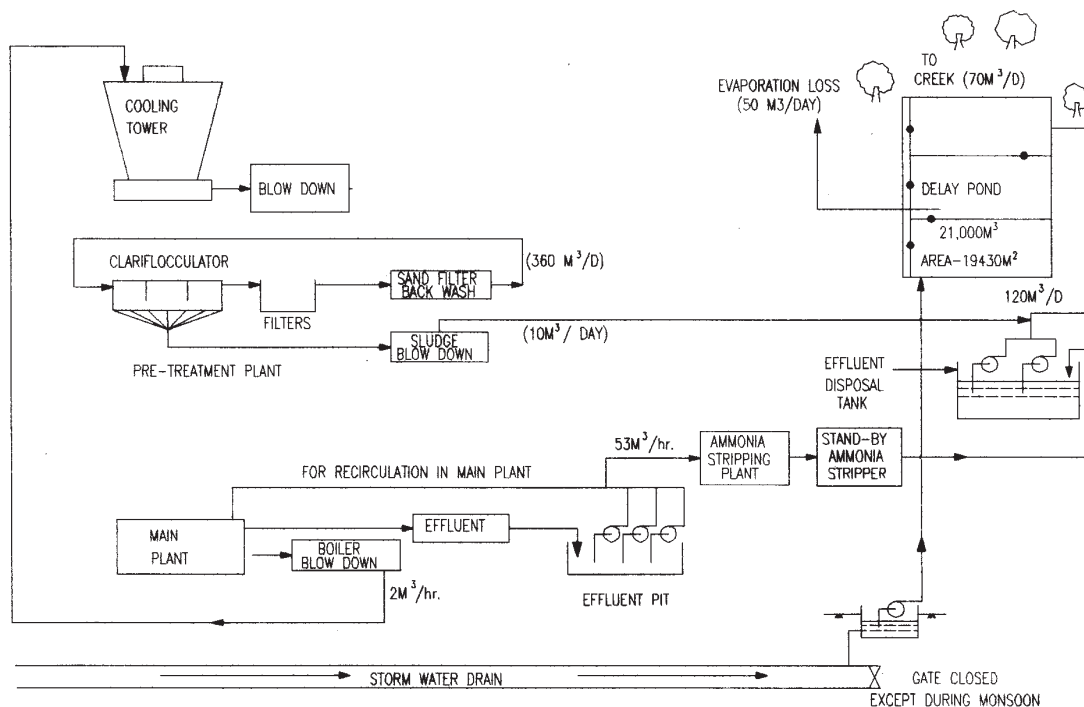 TO
CREEK (70M³/D)
EVAPORATION LOSS
(50 M3/DAY)
COOLING
TOWER
BLOW DOWN
DELAY POND
21,000M³
AREA-19430M²
CLARIFLOCCULATOR
SAND FILTER
BACK WASH
(360 M³/D)
FILTERS
120M³/D
SLUDGE
BLOW DOWN
(10M³/ DAY)
PRE-TREATMENT PLANT
EFFLUENT
DISPOSAL
TANK
53M³/hr.
AMMONIA
STRIPPING
PLANT
STAND-BY
AMMONIA
STRIPPER
FOR RECIRCULATION IN MAIN PLANT
MAIN
PLANT
EFFLUENT
BOILER
BLOW DOWN
2M³/hr.
EFFLUENT PIT
STORM WATER DRAIN
GATE CLOSED
EXCEPT DURING MONSOON